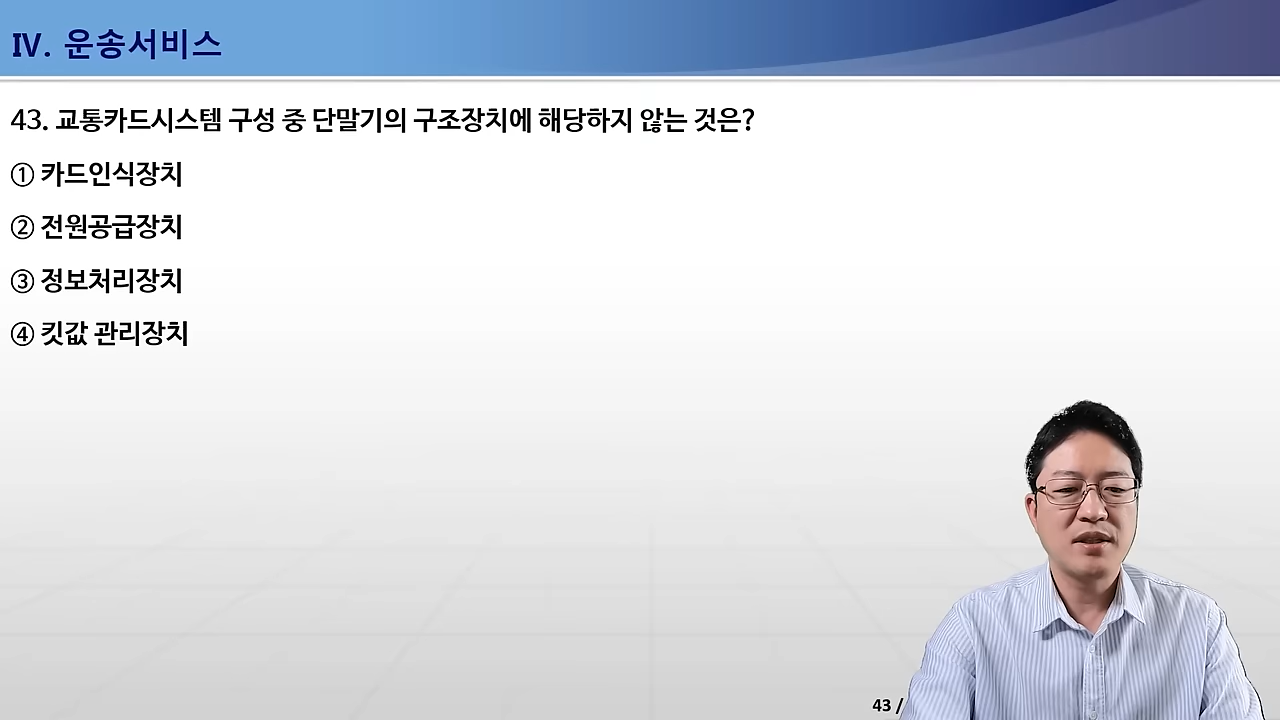 Ⅳ. 운송서비스
43. 교통카드시스템 구성 중 단말기의 구조장치에 해당하지 않는 것은?
① 카드인식장치
② 전원공급장치
③ 정보처리장치
④ 킷값 관리장치
43 /